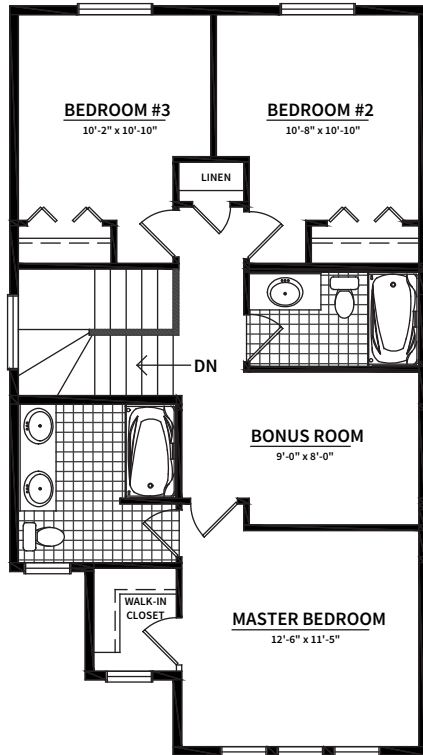 BEDROOM #3
10'-2" x 10'-10"
BEDROOM #2
10'-8" x 10'-10"
LINEN
DN
BONUS ROOM
9'-0" x 8'-0"
WALK-IN
CLOSET
MASTER BEDROOM
12'-6" x 11'-5"